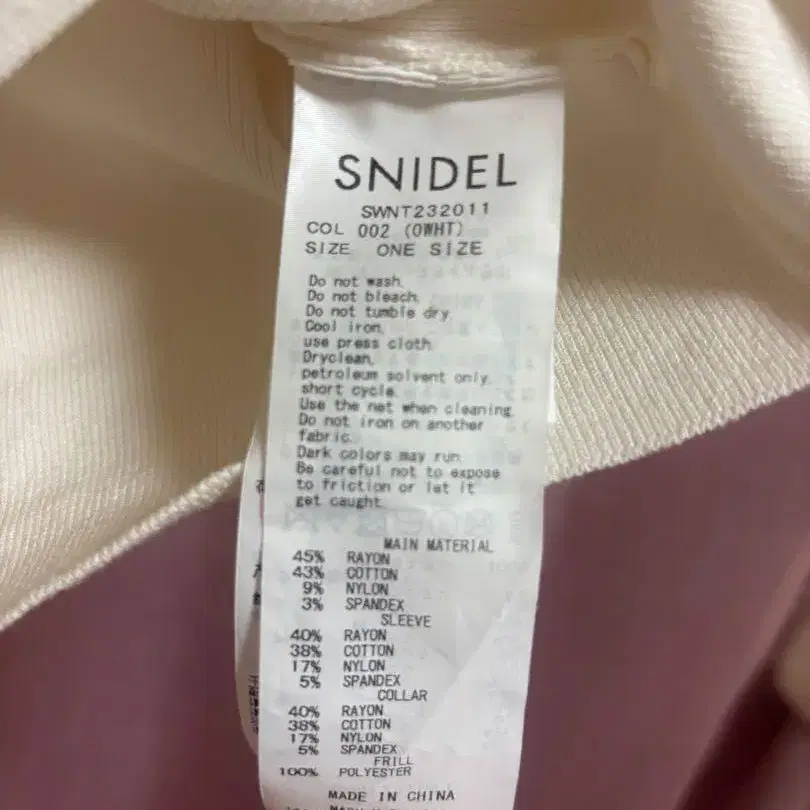 SNIDEL
SWNT232011
COL 002 (OWHT)
SIZE ONE SIZE
Do not wash.
Do not bleach.
Do not tumble dry.
Cool iron.
use press cloth.
Dryclean,
petroleum solvent only.
short cycle.
Use the net when cleaning.
Do not iron on another
fabric.
Dark colors may run.
Be careful not to expose
to friction or let it
get caught.
MAIN MATERIAL
45% RAYON
43% COTTON
9% NYLON
3% SPANDEX
SLEEVE
40% RAYON
38% COTTON
17% NYLON
5% SPANDEX
COLLAR
40% RAYON
38% COTTON
17% NYLON
5% SPANDEX
FRILL
100% POLYESTER
MADE IN CHINA